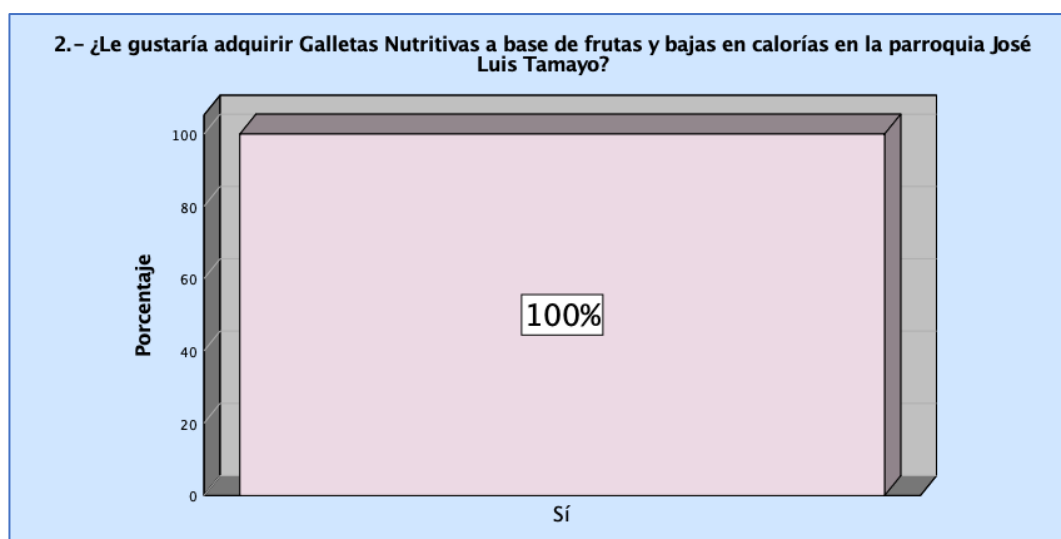 2.- ¿Le gustaría adquirir Galletas Nutritivas a base de frutas y bajas en calorías en la parroquia José
Luis Tamayo?
100
80
60
40
20
0
Porcentaje
100%
Sí